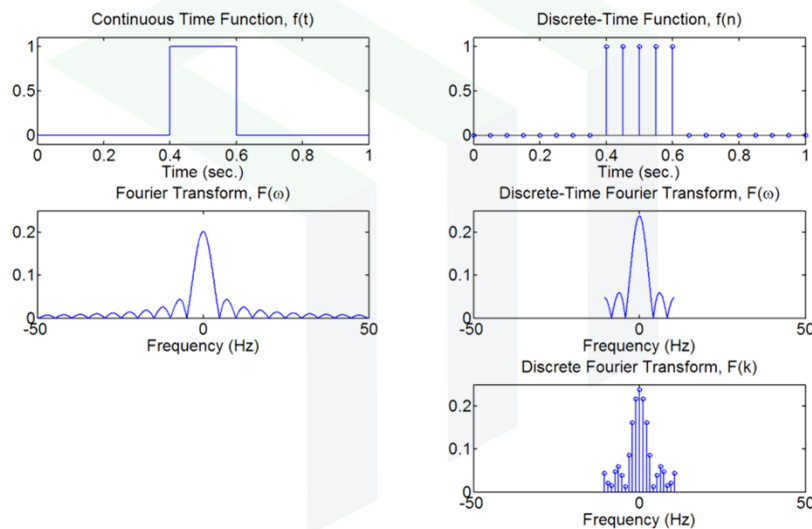 Continuous Time Function, f(t)
1
0.5
0
0 0.2 0.4 0.6 0.8 1
Time (sec.)
Fourier Transform, F(ω)
0.2
0.1
0
-50 0 50
Frequency (Hz)
Discrete-Time Function, f(n)
1
0.5
0
0 0.2 0.4 0.6 0.8 1
Time (sec.)
Discrete-Time Fourier Transform, F(ω)
0.2
0.1
0
-50 0 50
Frequency (Hz)
Discrete Fourier Transform, F(k)
0.2
0.1
0
-50 0 50
Frequency (Hz)